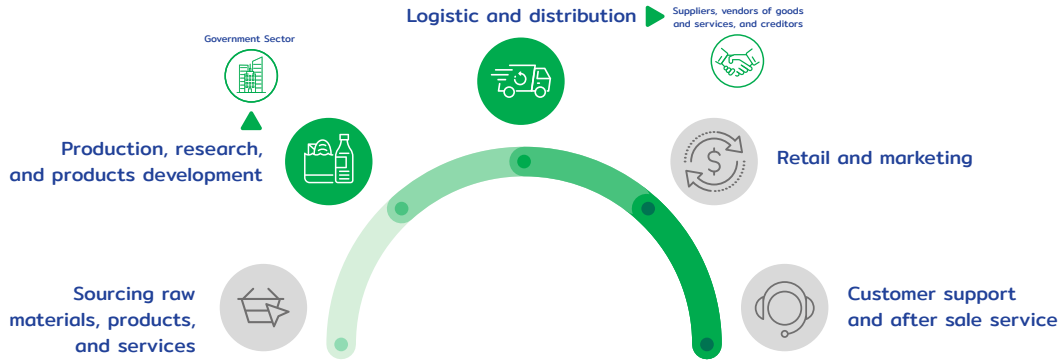 Logistic and distribution
Suppliers, vendors of goods
and services, and creditors
Government Sector
Production, research,
and products development
Retail and marketing
Sourcing raw
materials, products,
and services
Customer support
and after sale service